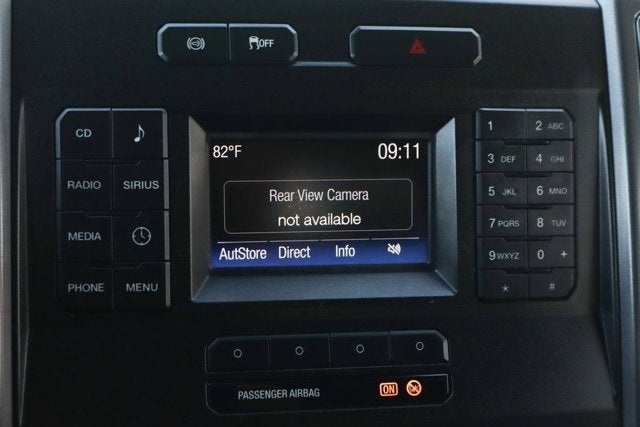 OFF
CD
RADIO SIRIUS
MEDIA
PHONE MENU
82°F 09:11
Rear View Camera
not available
AutStore Direct Info
1 2 ABC
3 DEF 4 GHI
5 JKL 6 MNO
7 PQRS 8 TUV
9 WXYZ 0 +
* #
PASSENGER AIRBAG ON